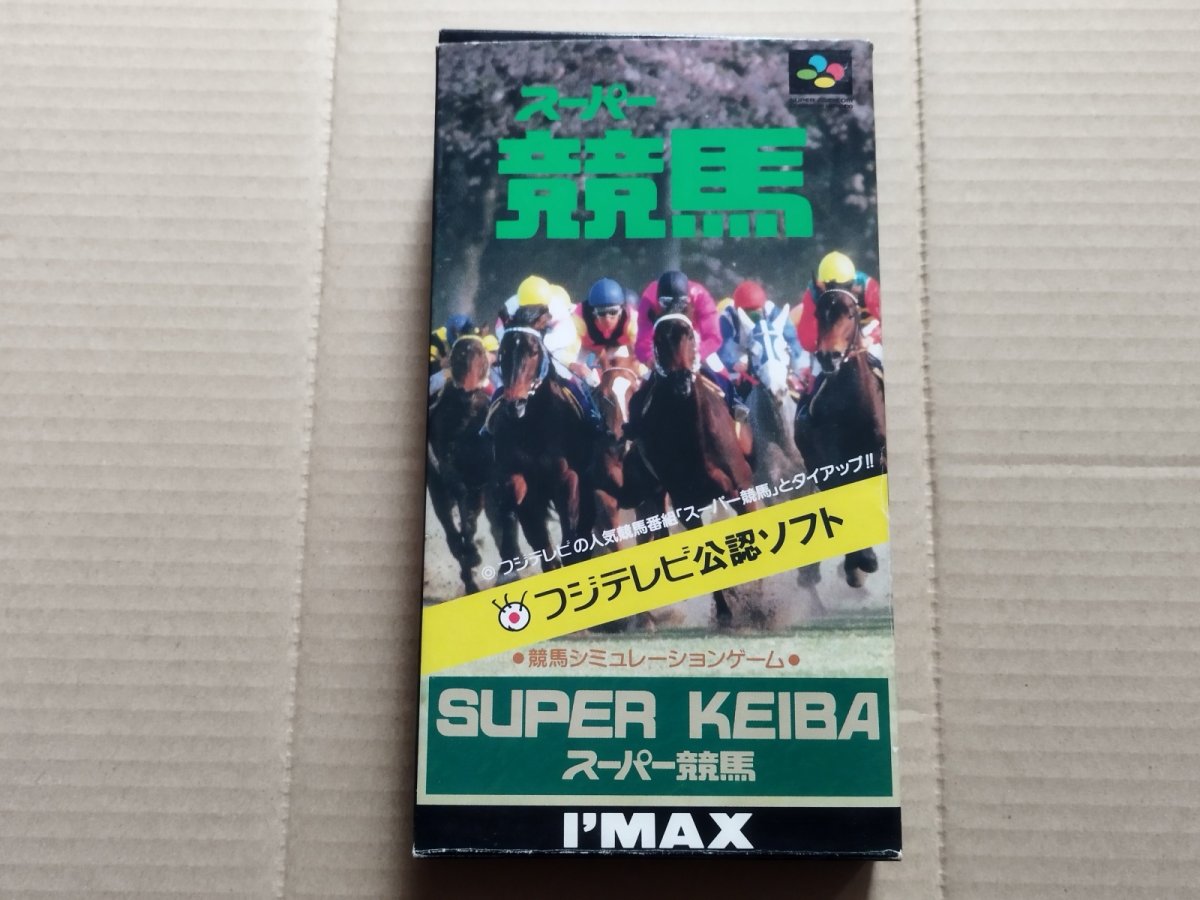 スーパー
競馬
SUPER FAMICOM
©フジテレビの人気競馬番組「スーパー競馬」とタイアップ!!
フジテレビ公認ソフト
●競馬シミュレーションゲーム●
SUPER KEIBA
スーパー競馬
I'MAX